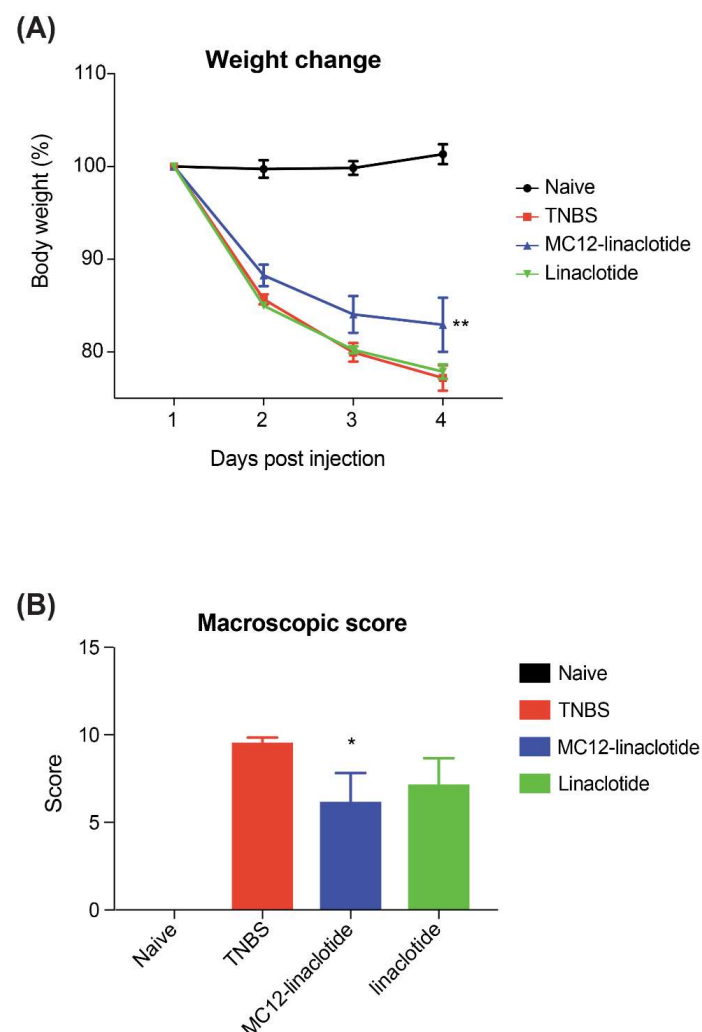 (A)
Weight change
110
100
90
80
Body weight (%)
1 2 3 4
Days post injection
**
Naive
TNBS
MC12-linaclotide
Linaclotide
(B)
Macroscopic score
15
10
5
0
Score
*
Naive
TNBS
MC12-linaclotide
linaclotide
Naive
TNBS
MC12-linaclotide
Linaclotide